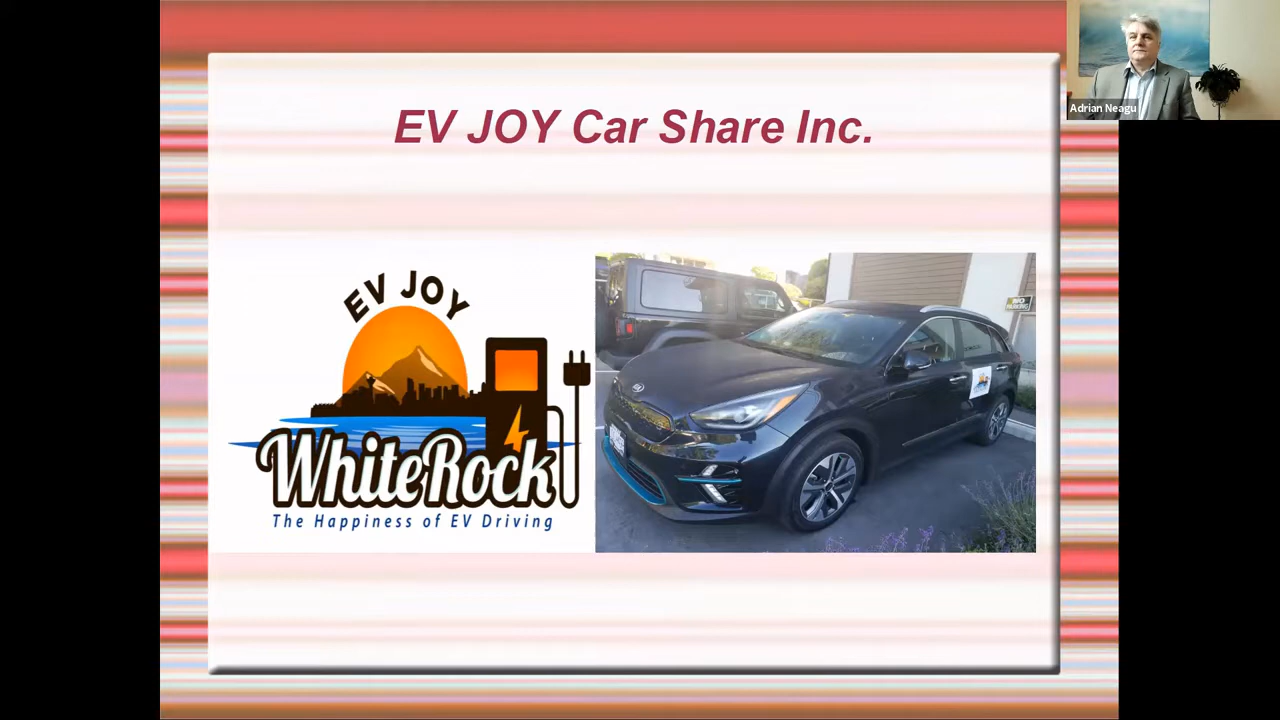 EV JOY Car Share Inc.
Adrian Neagu
EV JOY
WhiteRock
The Happiness of EV Driving
NO
PARKING